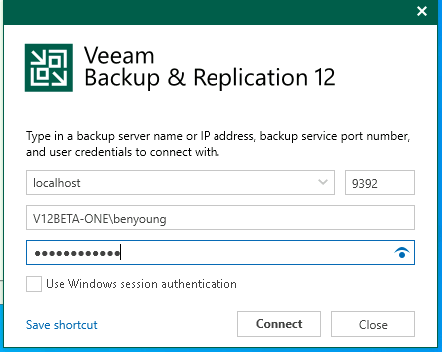 Veeam
Backup & Replication 12
Type in a backup server name or IP address, backup service port number,
and user credentials to connect with.
localhost 9392
V12BETA-ONE\benyoung
●●●●●●●●●●●●
Use Windows session authentication
Save shortcut Connect Close